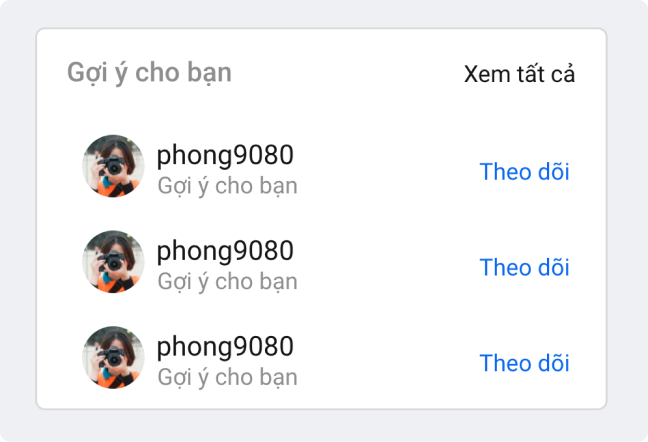 Gợi ý cho bạn
Xem tất cả
phong9080
Gợi ý cho bạn
Theo dõi
phong9080
Gợi ý cho bạn
Theo dõi
phong9080
Gợi ý cho bạn
Theo dõi